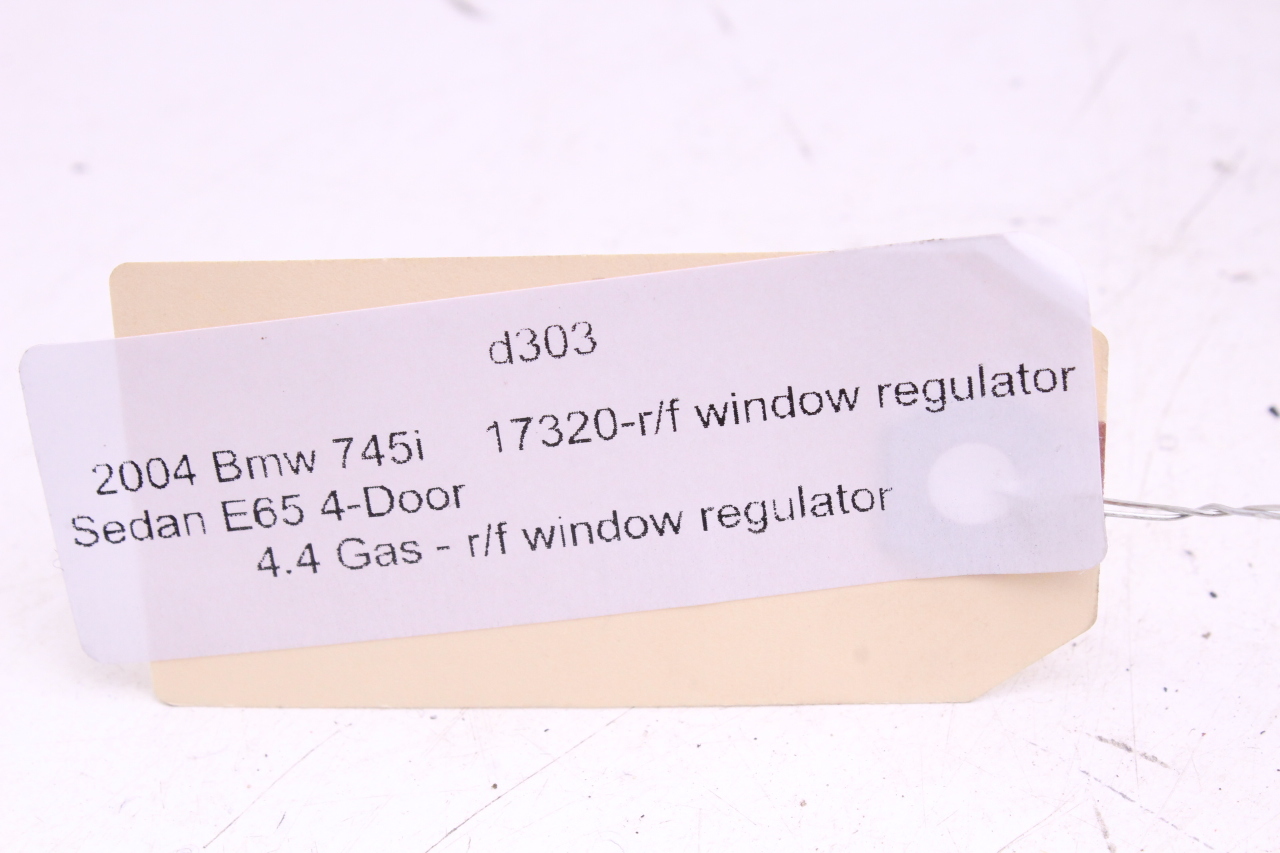 d303
2004 Bmw 745i 17320-r/f window regulator
Sedan E65 4-Door
4.4 Gas - r/f window regulator